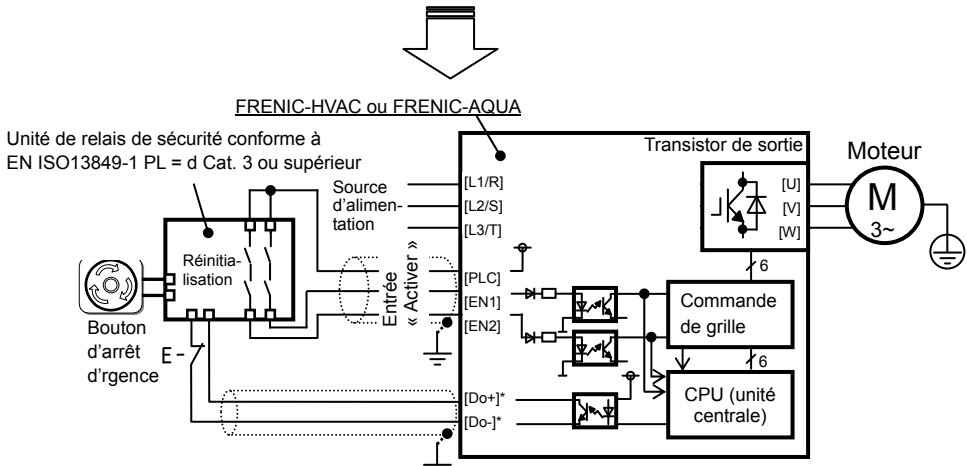 FRENIC-HVAC ou FRENIC-AQUA
Unité de relais de sécurité conforme à
EN ISO13849-1 PL = d Cat. 3 ou supérieur
Transistor de sortie
Moteur
M
3~
Source
d'alimen-
tation
[L1/R]
[L2/S]
[L3/T]
[U]
[V]
[W]
Réinitia-
lisation
Entrée
« Activer »
[PLC]
[EN1]
[EN2]
6
Commande
de grille
6
CPU (unité
centrale)
Bouton
d'arrêt
d'rgence
E
[Do+]*
[Do-]*